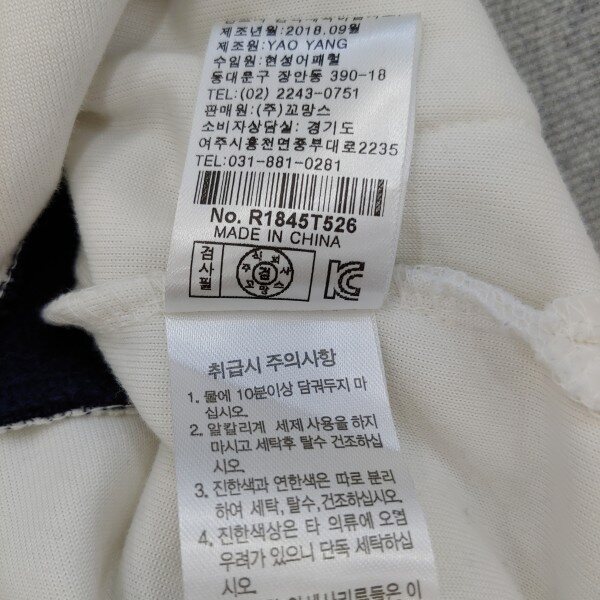 제조년월:2018.09월
제조원:YAO YANG
수입원:현성어패럴
동대문구 장안동 390-18
TEL:(02) 2243-0751
판매원:(주)꼬망스
소비자상담실: 경기도
여주시흥천면중부대로2235
TEL:031-881-0281
No. R1845T526
MADE IN CHINA
검사필
취급시 주의사항
1. 물에 10분이상 담궈두지 마
십시오.
2. 알칼리계 세제 사용을 하지
마시고 세탁후 탈수 건조하십
시오.
3. 진한색과 연한색은 따로 분리
하여 세탁,탈수,건조하십시오.
4. 진한색상은 타 의류에 오염
우려가 있으니 단독 세탁하십
시오